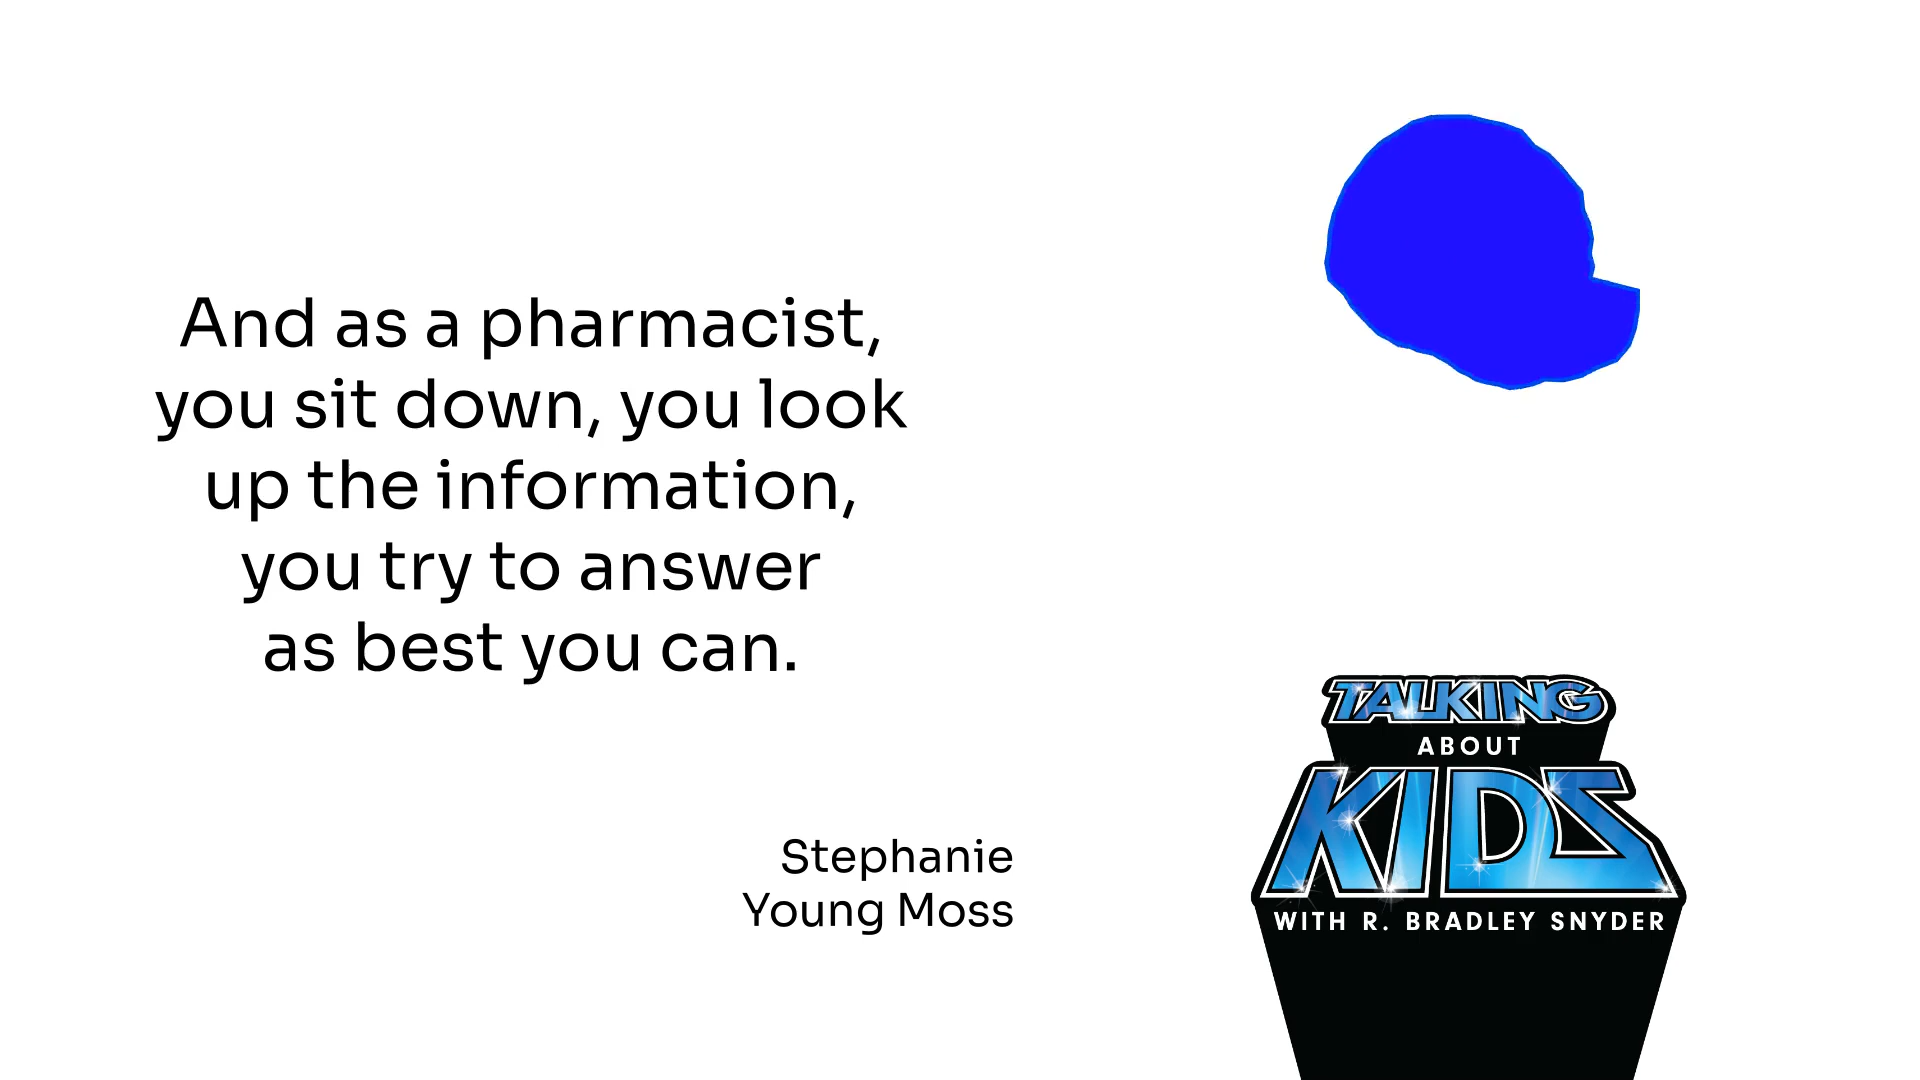 And as a pharmacist,
you sit down, you look
up the information,
you try to answer
as best you can.
Stephanie
Young Moss
TALKING
ABOUT
KIDS
WITH R. BRADLEY SNYDER